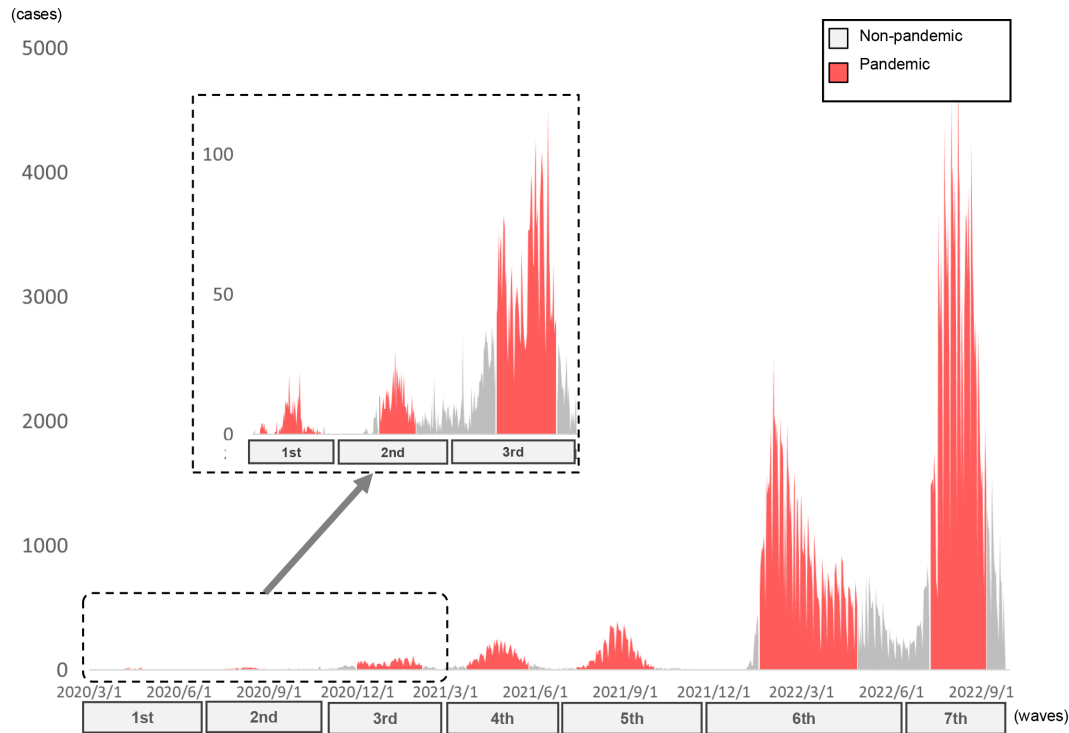 (cases)
Non-pandemic
Pandemic
5000
4000
3000
2000
1000
0
100
50
0
:
1st
2nd
3rd
2020/3/1
2020/6/1
2020/9/1
2020/12/1
2021/3/1
2021/6/1
2021/9/1
2021/12/1
2022/3/1
2022/6/1
2022/9/1
1st
2nd
3rd
4th
5th
6th
7th
(waves)